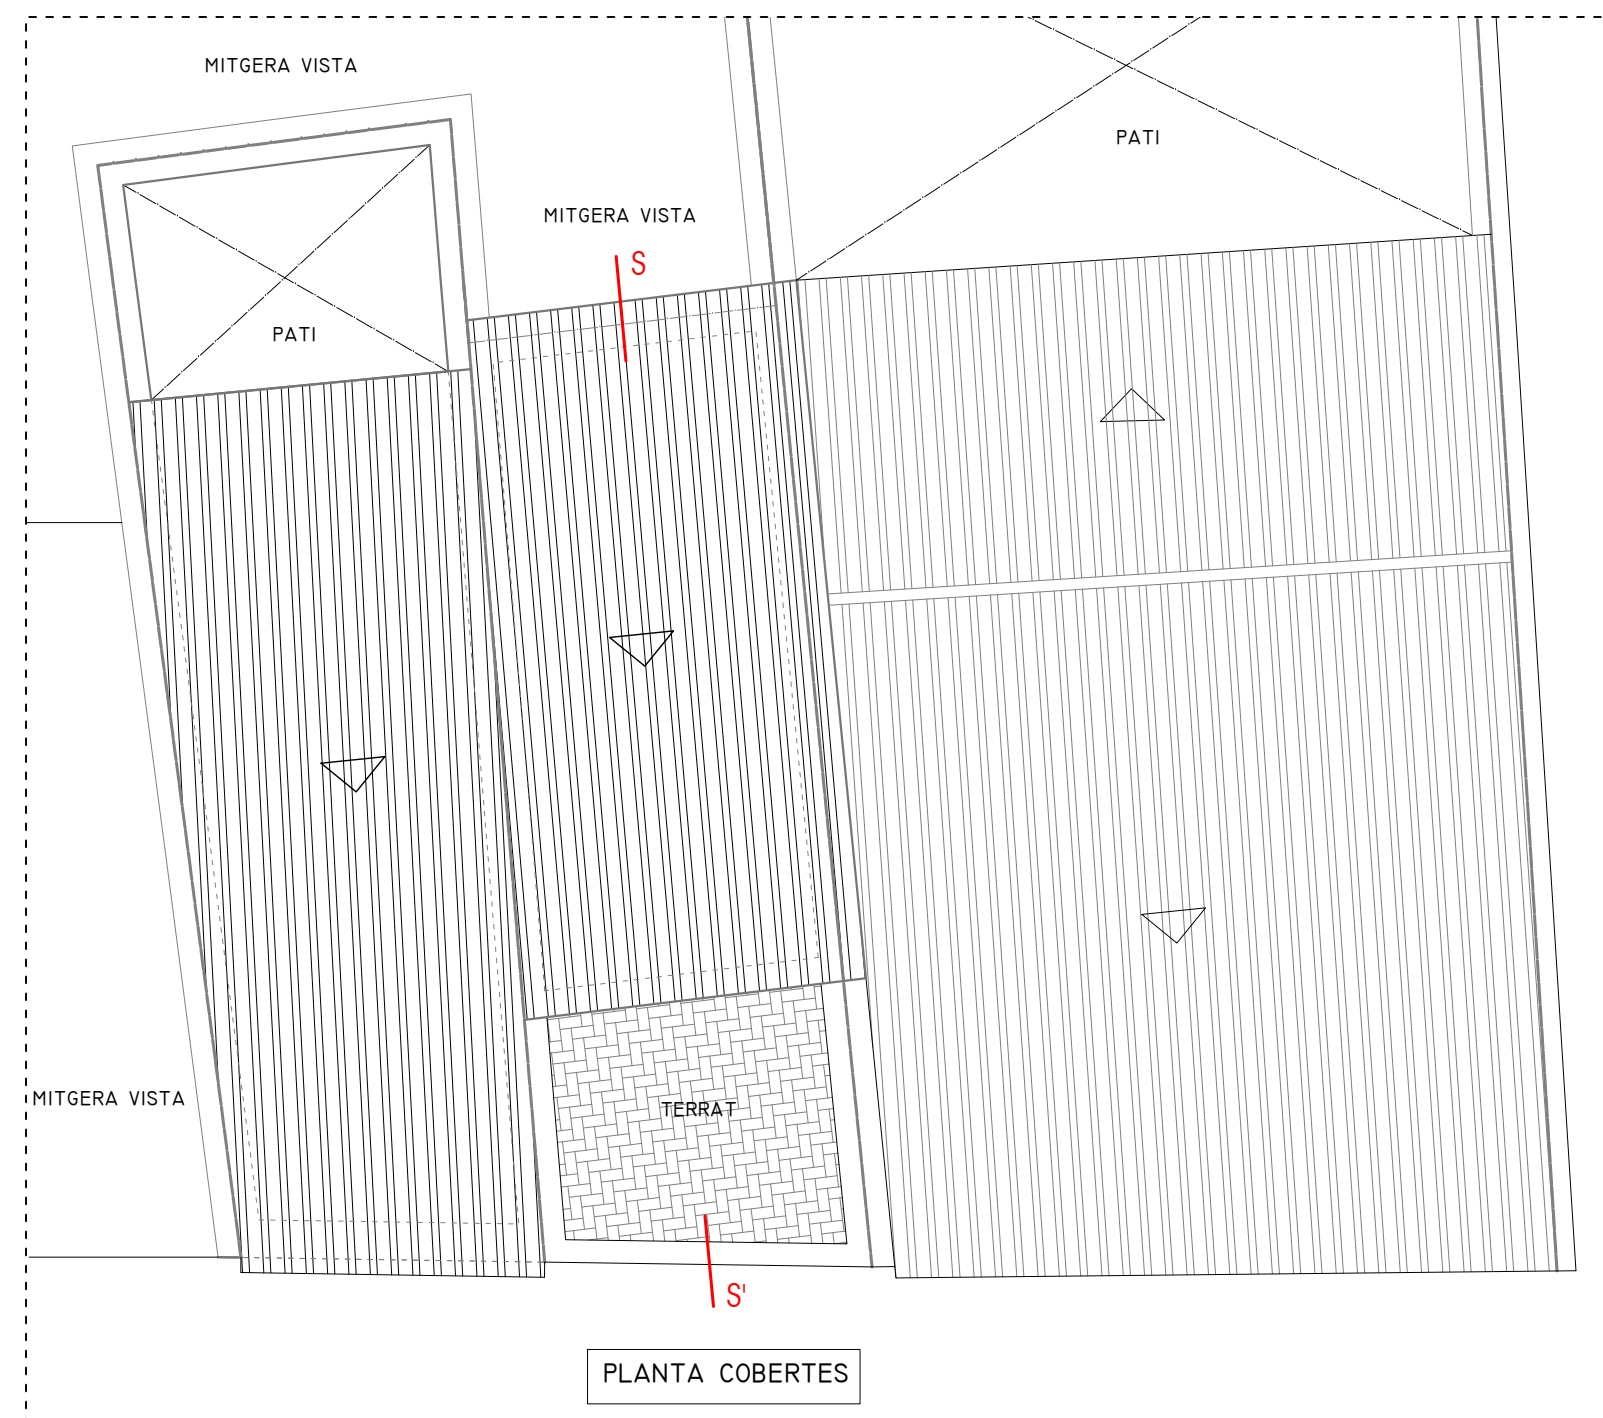 MITGERA VISTA
PATI
MITGERA VISTA
S
PATI
MITGERA VISTA
TERRAT
S'
PLANTA COBERTES